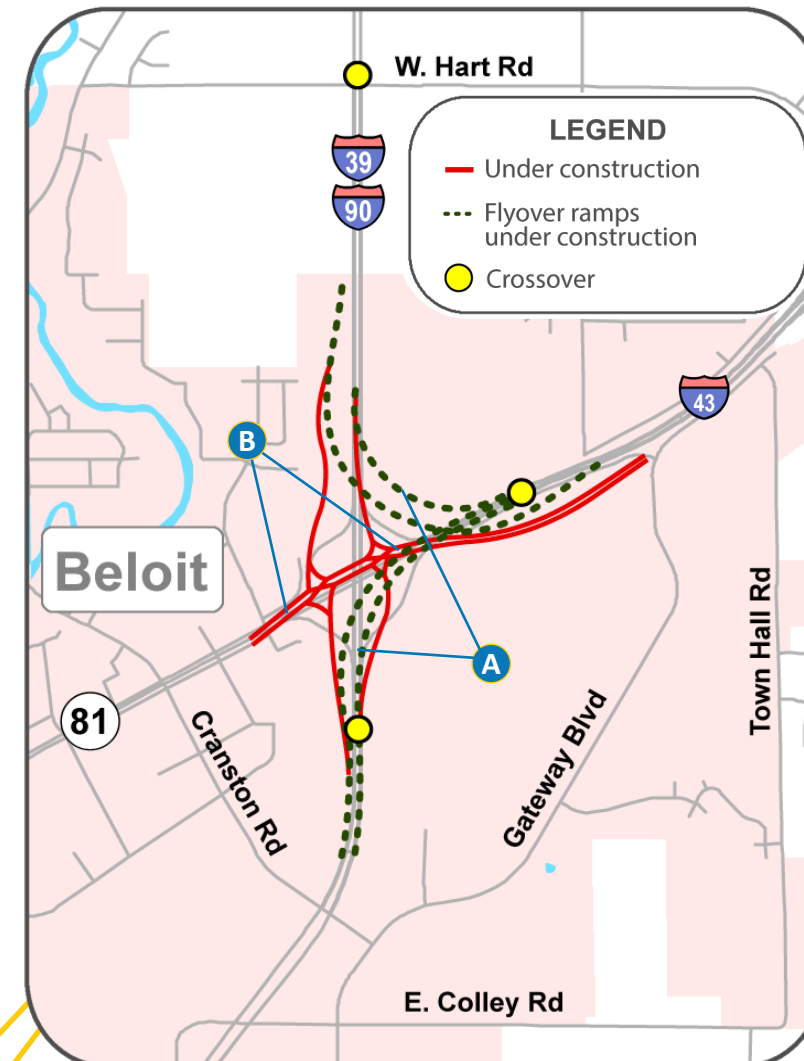 W. Hart Rd
39
90
LEGEND
Under construction
Flyover ramps
under construction
Crossover
43
B
Beloit
A
81
Cranston Rd
Gateway Blvd
Town Hall Rd
E. Colley Rd